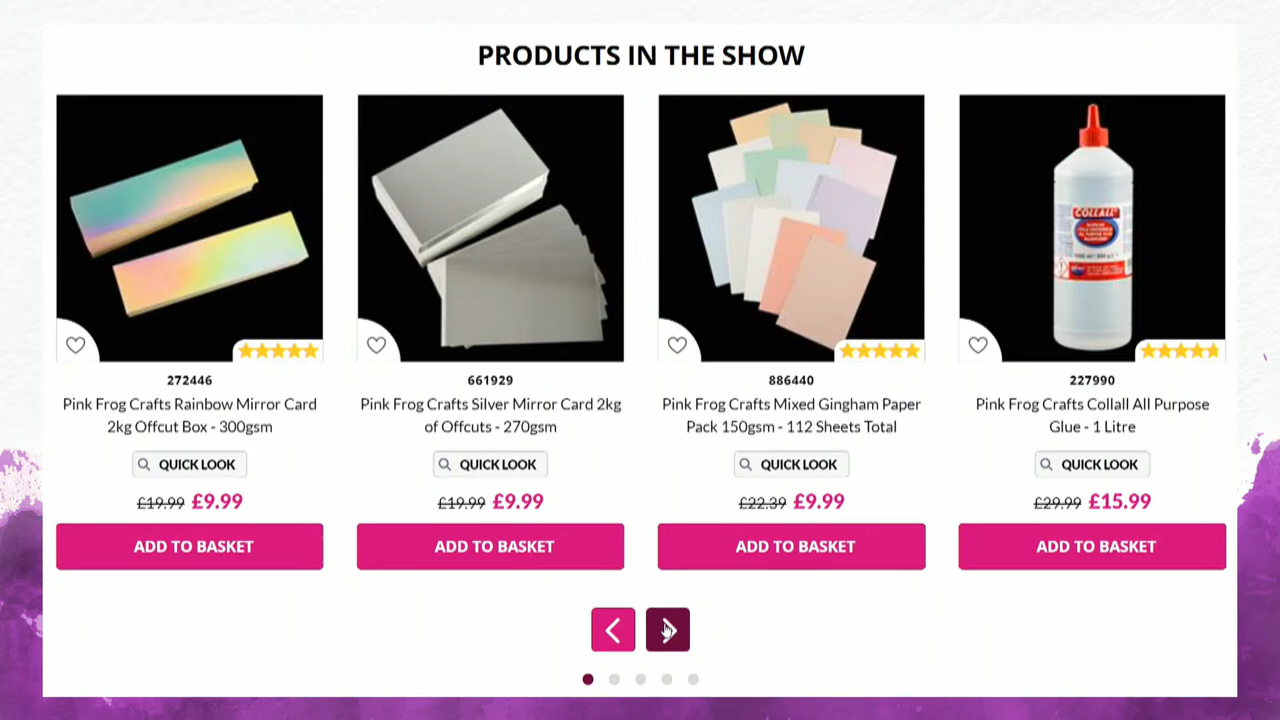 PRODUCTS IN THE SHOW
COLLALL
272446
Pink Frog Crafts Rainbow Mirror Card
2kg Offcut Box - 300gsm
QUICK LOOK
£19.99 £9.99
ADD TO BASKET
661929
Pink Frog Crafts Silver Mirror Card 2kg
of Offcuts - 270gsm
QUICK LOOK
£19.99 £9.99
ADD TO BASKET
886440
Pink Frog Crafts Mixed Gingham Paper
Pack 150gsm - 112 Sheets Total
QUICK LOOK
£22.39 £9.99
ADD TO BASKET
227990
Pink Frog Crafts Collall All Purpose
Glue - 1 Litre
QUICK LOOK
£29.99 £15.99
ADD TO BASKET